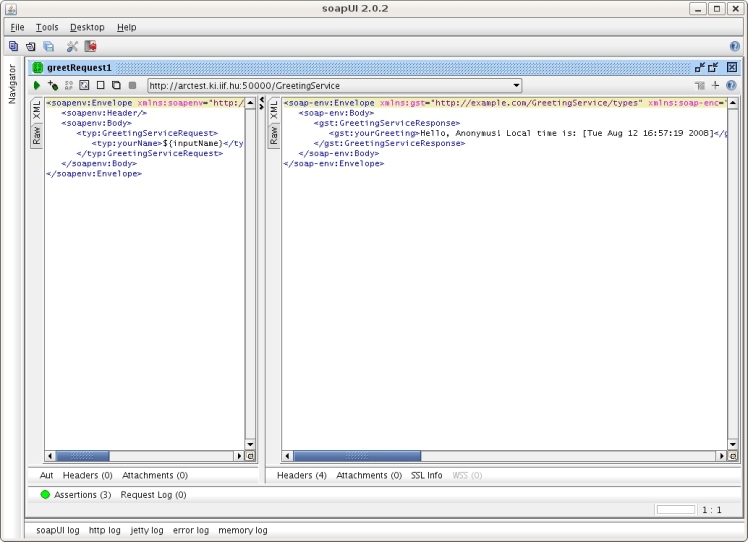 soapUI 2.0.2
File Tools Desktop Help
Navigator
greetRequest1
http://arctest.ki.iif.hu:50000/GreetingService
XML
Raw
<soapenv:Envelope xmlns:soapenv="http:/
<soapenv:Header/>
<soapenv:Body>
<typ:GreetingServiceRequest>
<typ:yourName>${inputName}</ty
</typ:GreetingServiceRequest>
</soapenv:Body>
</soapenv:Envelope>
XML
Raw
<soap-env:Envelope xmlns:gst="http://example.com/GreetingService/types" xmlns:soap-enc="
<soap-env:Body>
<gst:GreetingServiceResponse>
<gst:yourGreeting>Hello, Anonymus! Local time is: [Tue Aug 12 16:57:19 2008]</g
</gst:GreetingServiceResponse>
</soap-env:Body>
</soap-env:Envelope>
Aut Headers (0) Attachments (0)
Headers (4) Attachments (0) SSL Info WSS (0)
Assertions (3) Request Log (0)
1 : 1
soapUI log http log jetty log error log memory log